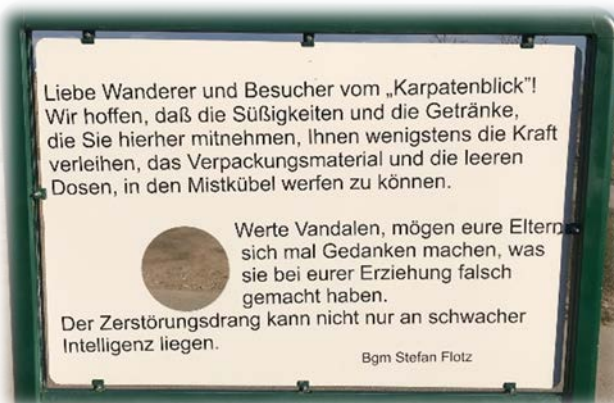 Liebe Wanderer und Besucher vom „Karpatenblick"!
Wir hoffen, daß die Süßigkeiten und die Getränke,
die Sie hierher mitnehmen, Ihnen wenigstens die Kraft
verleihen, das Verpackungsmaterial und die leeren
Dosen, in den Mistkübel werfen zu können.
Werte Vandalen, mögen eure Eltern
sich mal Gedanken machen, was
sie bei eurer Erziehung falsch
gemacht haben.
Der Zerstörungsdrang kann nicht nur an schwacher
Intelligenz liegen.
Bgm Stefan Flotz